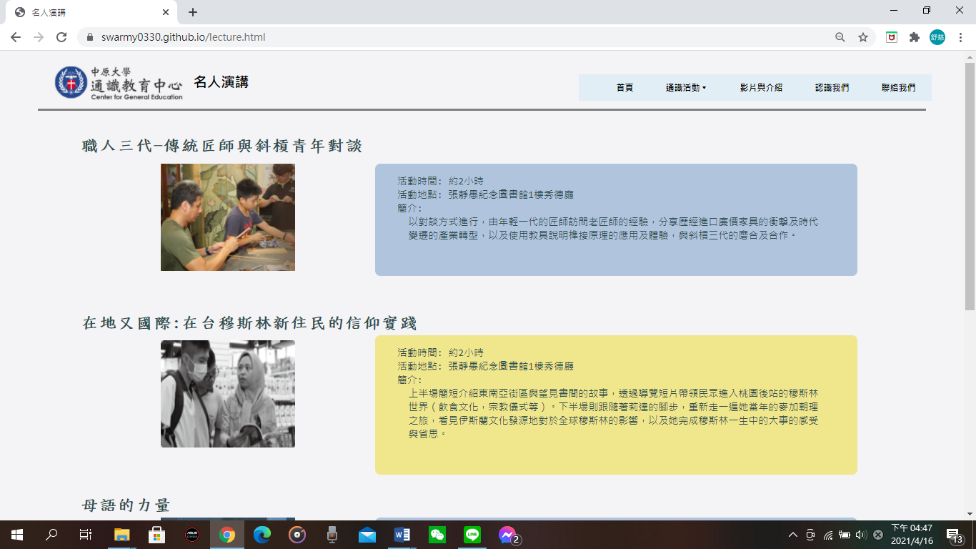 名人演講
swarmy0330.github.io/lecture.html
舒慈
中原大學
通識教育中心
Center for General Education
名人演講
首頁 通識活動 影片與介紹 認識我們 聯絡我們
職人三代-傳統匠師與斜槓青年對談
活動時間: 約2小時
活動地點: 張靜愚紀念圖書館1樓秀德廳
簡介:
以對談方式進行，由年輕一代的匠師訪問老匠師的經驗，分享歷經進口廉價家具的衝擊及時代
變遷的產業轉型，以及使用教具說明榫接原理的應用及體驗，與斜槓三代的磨合及合作。
在地又國際:在台穆斯林新住民的信仰實踐
活動時間: 約2小時
活動地點: 張靜愚紀念圖書館1樓秀德廳
簡介:
上半場簡短介紹東南亞街區與望見書間的故事，透過導覽短片帶領民眾進入桃園後站的穆斯林
世界（飲食文化，宗教儀式等）。下半場則跟隨著莉達的腳步，重新走一遍她當年的麥加朝聖
之旅，看見伊斯蘭文化發源地對於全球穆斯林的影響，以及她完成穆斯林一生中的大事的感受
與省思。
母語的力量
下午 04:47
2021/4/16
2
13